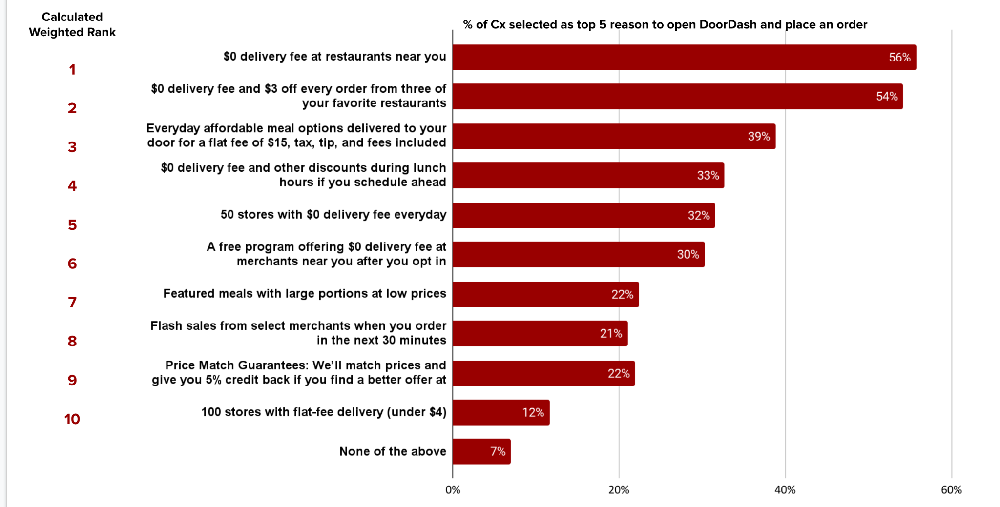 Calculated
Weighted Rank
% of Cx selected as top 5 reason to open DoorDash and place an order
1
$0 delivery fee at restaurants near you
56%
2
$0 delivery fee and $3 off every order from three of
your favorite restaurants
54%
3
Everyday affordable meal options delivered to your
door for a flat fee of $15, tax, tip, and fees included
39%
4
$0 delivery fee and other discounts during lunch
hours if you schedule ahead
33%
5
50 stores with $0 delivery fee everyday
32%
6
A free program offering $0 delivery fee at
merchants near you after you opt in
30%
7
Featured meals with large portions at low prices
22%
8
Flash sales from select merchants when you order
in the next 30 minutes
21%
9
Price Match Guarantees: We’ll match prices and
give you 5% credit back if you find a better offer at
22%
10
100 stores with flat-fee delivery (under $4)
12%
None of the above
7%
0% 20% 40% 60%